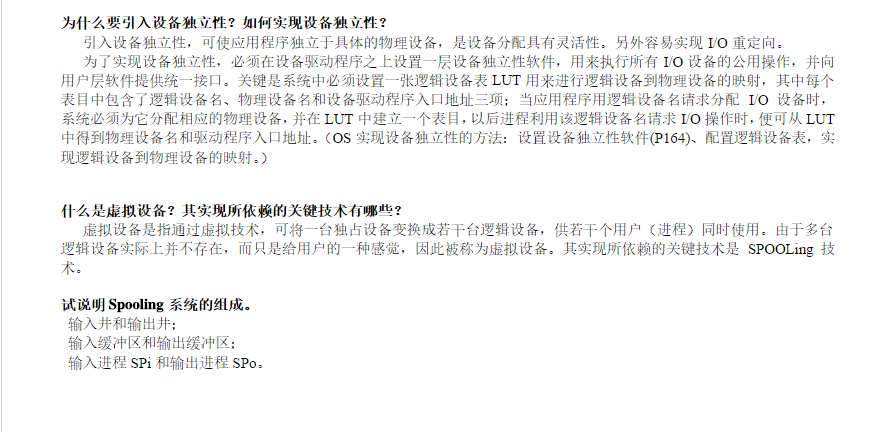 为什么要引入设备独立性？如何实现设备独立性？
引入设备独立性，可使应用程序独立于具体的物理设备，是设备分配具有灵活性。另外容易实现 I/O 重定向。
为了实现设备独立性，必须在设备驱动程序之上设置一层设备独立性软件，用来执行所有 I/O 设备的公用操作，并向
用户层软件提供统一接口。关键是系统中必须设置一张逻辑设备表 LUT 用来进行逻辑设备到物理设备的映射，其中每个
表目中包含了逻辑设备名、物理设备名和设备驱动程序入口地址三项；当应用程序用逻辑设备名请求分配 I/O 设备时，
系统必须为它分配相应的物理设备，并在 LUT 中建立一个表目，以后进程利用该逻辑设备名请求 I/O 操作时，便可从 LUT
中得到物理设备名和驱动程序入口地址。（OS 实现设备独立性的方法：设置设备独立性软件(P164)、配置逻辑设备表，实
现逻辑设备到物理设备的映射。）
什么是虚拟设备？其实现所依赖的关键技术有哪些？
虚拟设备是指通过虚拟技术，可将一台独占设备变换成若干台逻辑设备，供若干个用户（进程）同时使用。由于多台
逻辑设备实际上并不存在，而只是给用户的一种感觉，因此被称为虚拟设备。其实现所依赖的关键技术是 SPOOLing 技
术。
试说明 Spooling 系统的组成。
输入井和输出井；
输入缓冲区和输出缓冲区；
输入进程 SPi 和输出进程 SPo。